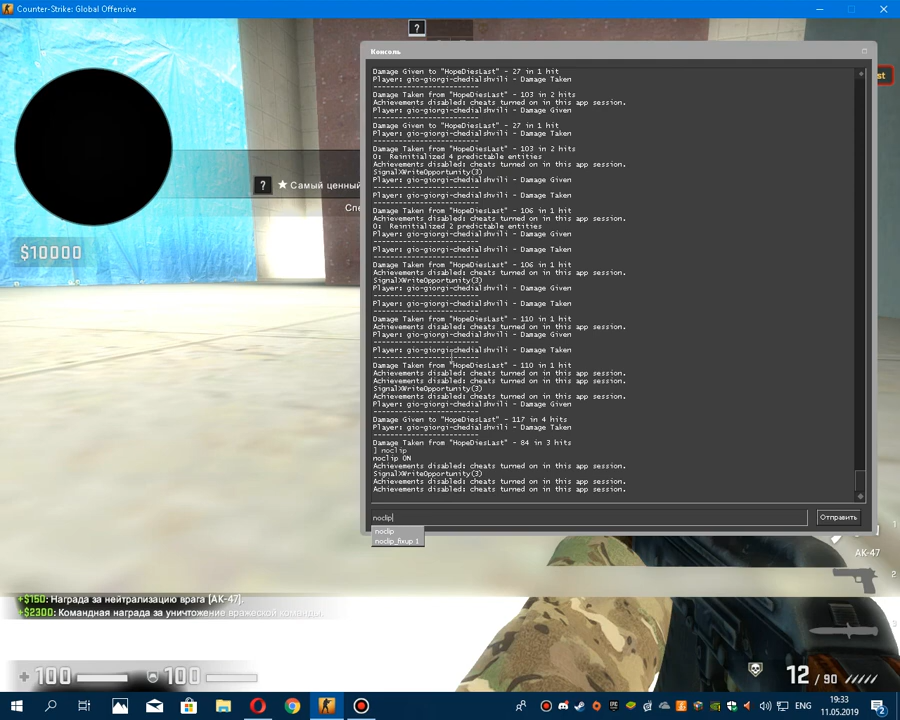 Counter-Strike: Global Offensive
?
Консоль
st
Damage Given to "HopeDiesLast" - 27 in 1 hit
Player: gio-giorgi-chedialshvili - Damage Taken
-------------------------
Damage Taken from "HopeDiesLast" - 103 in 2 hits
Achievements disabled: cheats turned on in this app session.
Player: gio-giorgi-chedialshvili - Damage Given
-------------------------
Damage Given to "HopeDiesLast" - 27 in 1 hit
Player: gio-giorgi-chedialshvili - Damage Taken
-------------------------
Damage Taken from "HopeDiesLast" - 103 in 2 hits
O:  Reinitialized 4 predictable entities
Achievements disabled: cheats turned on in this app session.
SignalXWriteOpportunity(3)
Player: gio-giorgi-chedialshvili - Damage Given
-------------------------
Player: gio-giorgi-chedialshvili - Damage Taken
-------------------------
Damage Taken from "HopeDiesLast" - 106 in 1 hit
Achievements disabled: cheats turned on in this app session.
O:  Reinitialized 2 predictable entities
Player: gio-giorgi-chedialshvili - Damage Given
-------------------------
Player: gio-giorgi-chedialshvili - Damage Taken
-------------------------
Damage Taken from "HopeDiesLast" - 106 in 1 hit
Achievements disabled: cheats turned on in this app session.
SignalXWriteOpportunity(3)
Player: gio-giorgi-chedialshvili - Damage Given
-------------------------
Player: gio-giorgi-chedialshvili - Damage Taken
-------------------------
Damage Taken from "HopeDiesLast" - 110 in 1 hit
Achievements disabled: cheats turned on in this app session.
Player: gio-giorgi-chedialshvili - Damage Given
-------------------------
Player: gio-giorgi-chedialshvili - Damage Taken
-------------------------
Damage Taken from "HopeDiesLast" - 110 in 1 hit
Achievements disabled: cheats turned on in this app session.
Achievements disabled: cheats turned on in this app session.
SignalXWriteOpportunity(3)
Achievements disabled: cheats turned on in this app session.
Player: gio-giorgi-chedialshvili - Damage Given
-------------------------
Damage Given to "HopeDiesLast" - 117 in 4 hits
Player: gio-giorgi-chedialshvili - Damage Taken
-------------------------
Damage Taken from "HopeDiesLast" - 84 in 3 hits
] noclip
noclip ON
Achievements disabled: cheats turned on in this app session.
SignalXWriteOpportunity(3)
Achievements disabled: cheats turned on in this app session.
Achievements disabled: cheats turned on in this app session.
noclip
Отправить
noclip
noclip_fixup 1
? ★ Самый ценный
Спе
$10000
1
AK-47
2
3
+$150: Награда за нейтрализацию врага [AK-47].
+$2300: Командная награда за уничтожение вражеской команды.
100
100
12 / 90
ENG
19:33
11.05.2019
2